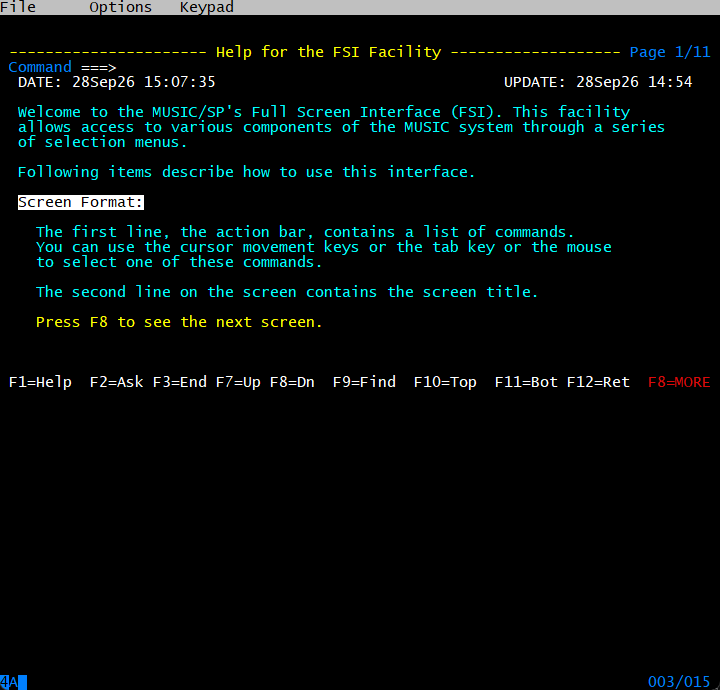 File      Options   Keypad
---------------------- Help for the FSI Facility ------------------- Page 1/11
Command ===>
DATE: 28Sep26 15:07:35                                UPDATE: 28Sep26 14:54
Welcome to the MUSIC/SP's Full Screen Interface (FSI). This facility
allows access to various components of the MUSIC system through a series
of selection menus.
Following items describe how to use this interface.
Screen Format:
The first line, the action bar, contains a list of commands.
You can use the cursor movement keys or the tab key or the mouse
to select one of these commands.
The second line on the screen contains the screen title.
Press F8 to see the next screen.
F1=Help  F2=Ask F3=End F7=Up F8=Dn  F9=Find  F10=Top  F11=Bot F12=Ret  F8=MORE
4A                                                                      003/015